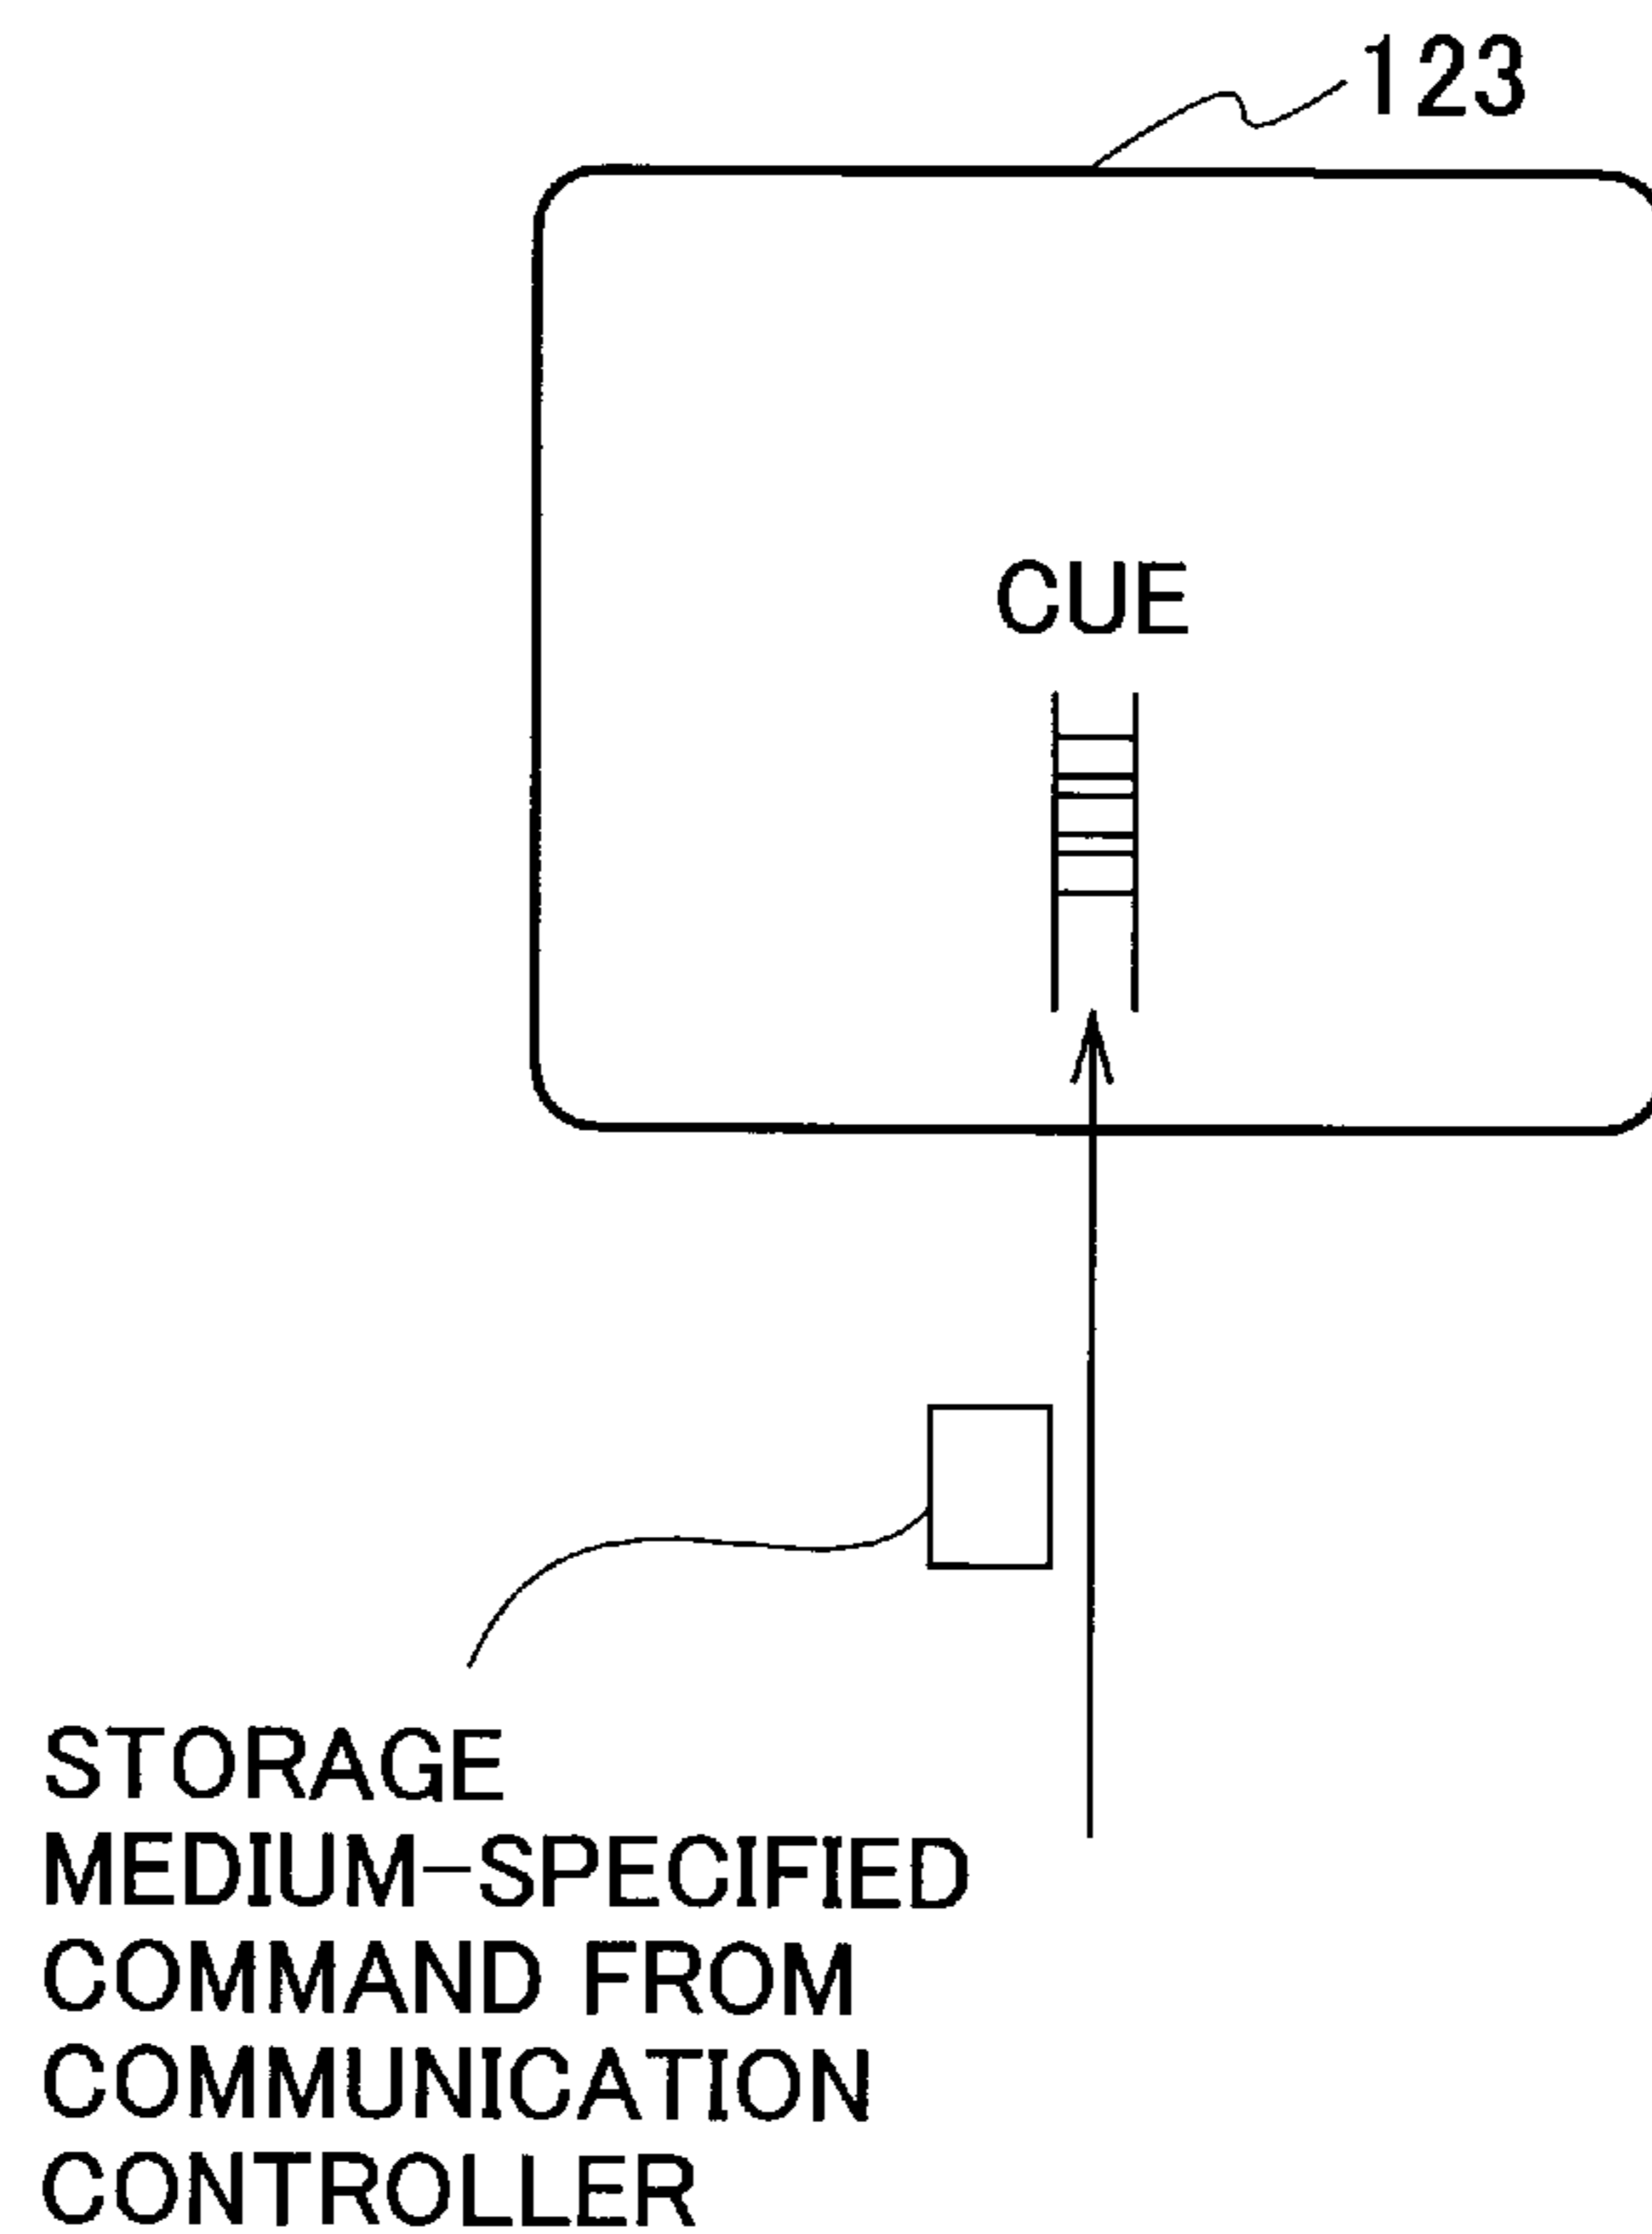 123
CUE
STORAGE
MEDIUM-SPECIFIED
COMMAND FROM
COMMUNICATION
CONTROLLER